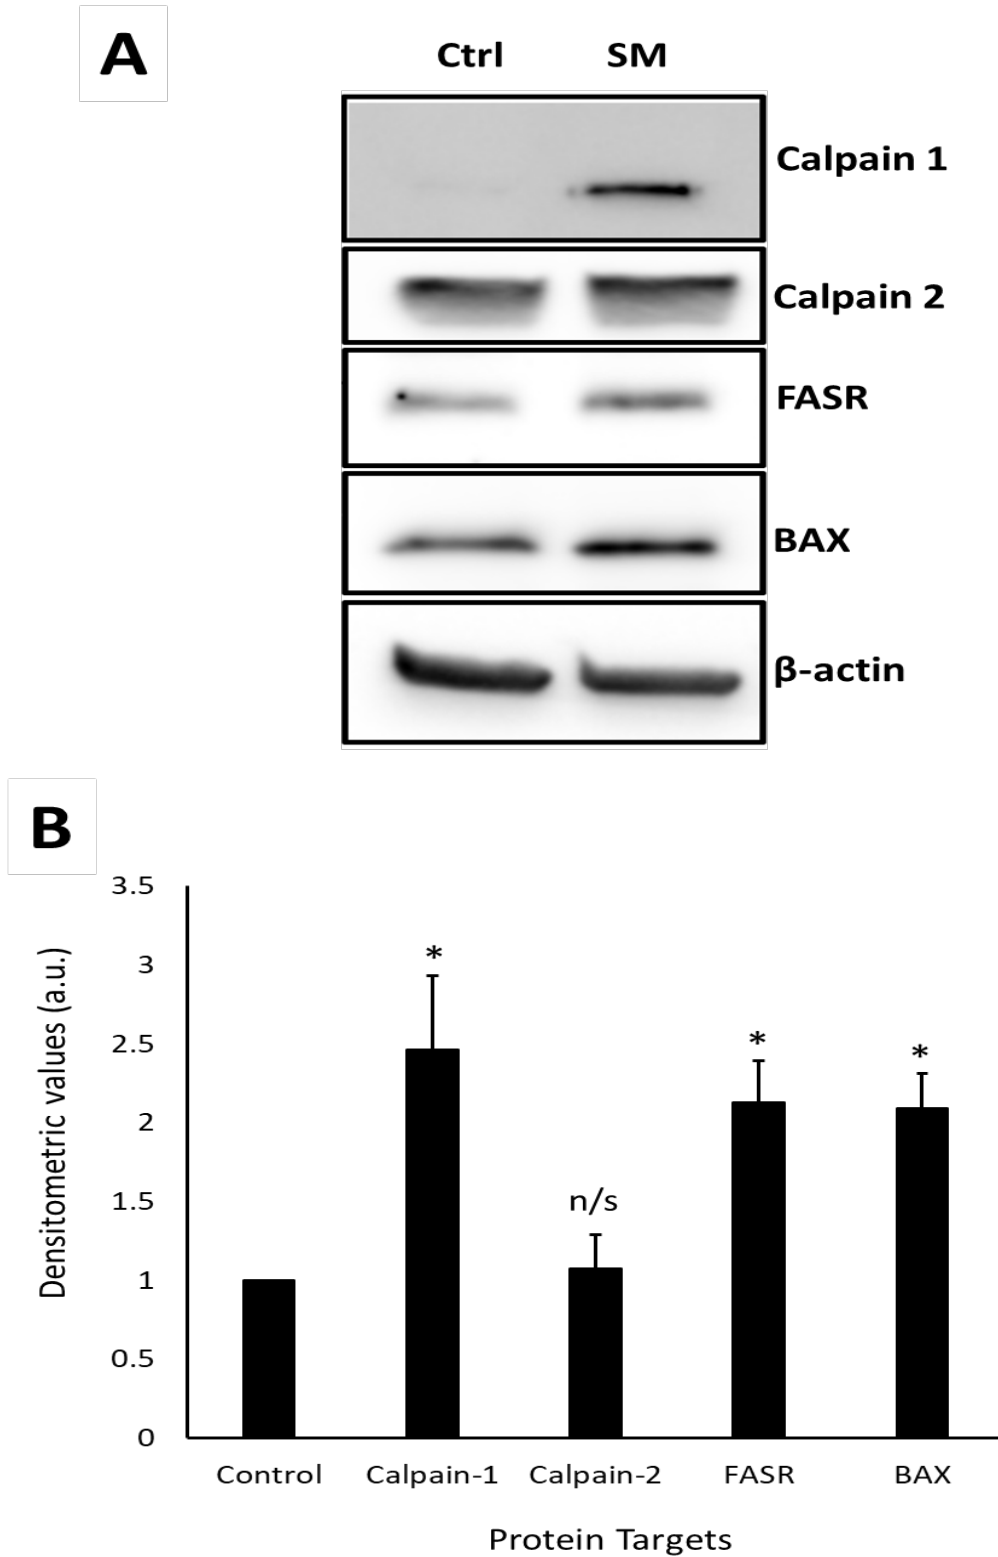 A
Ctrl SM
Calpain 1
Calpain 2
FASR
BAX
β-actin
B
Densitometric values (a.u.)
3.5
3
2.5
2
1.5
1
0.5
0
*
n/s
*
*
Control Calpain-1 Calpain-2 FASR BAX
Protein Targets